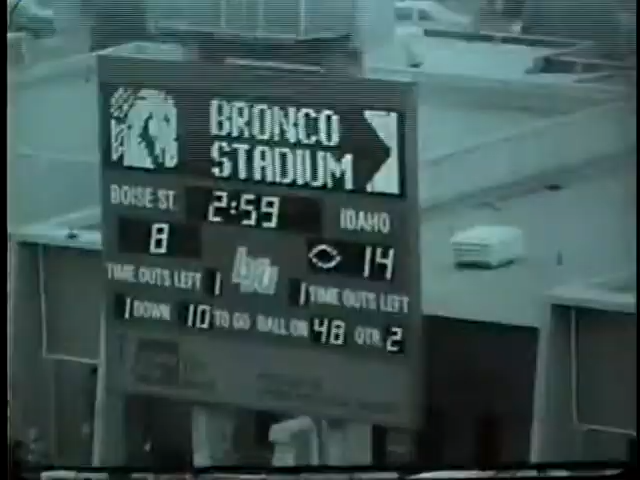 BRONCO
STADIUM
BOISE ST. 2:59 IDAHO
8 14
TIME OUTS LEFT 1 1 TIME OUTS LEFT
1 DOWN 10 TO GO BALL ON 48 QTR. 2